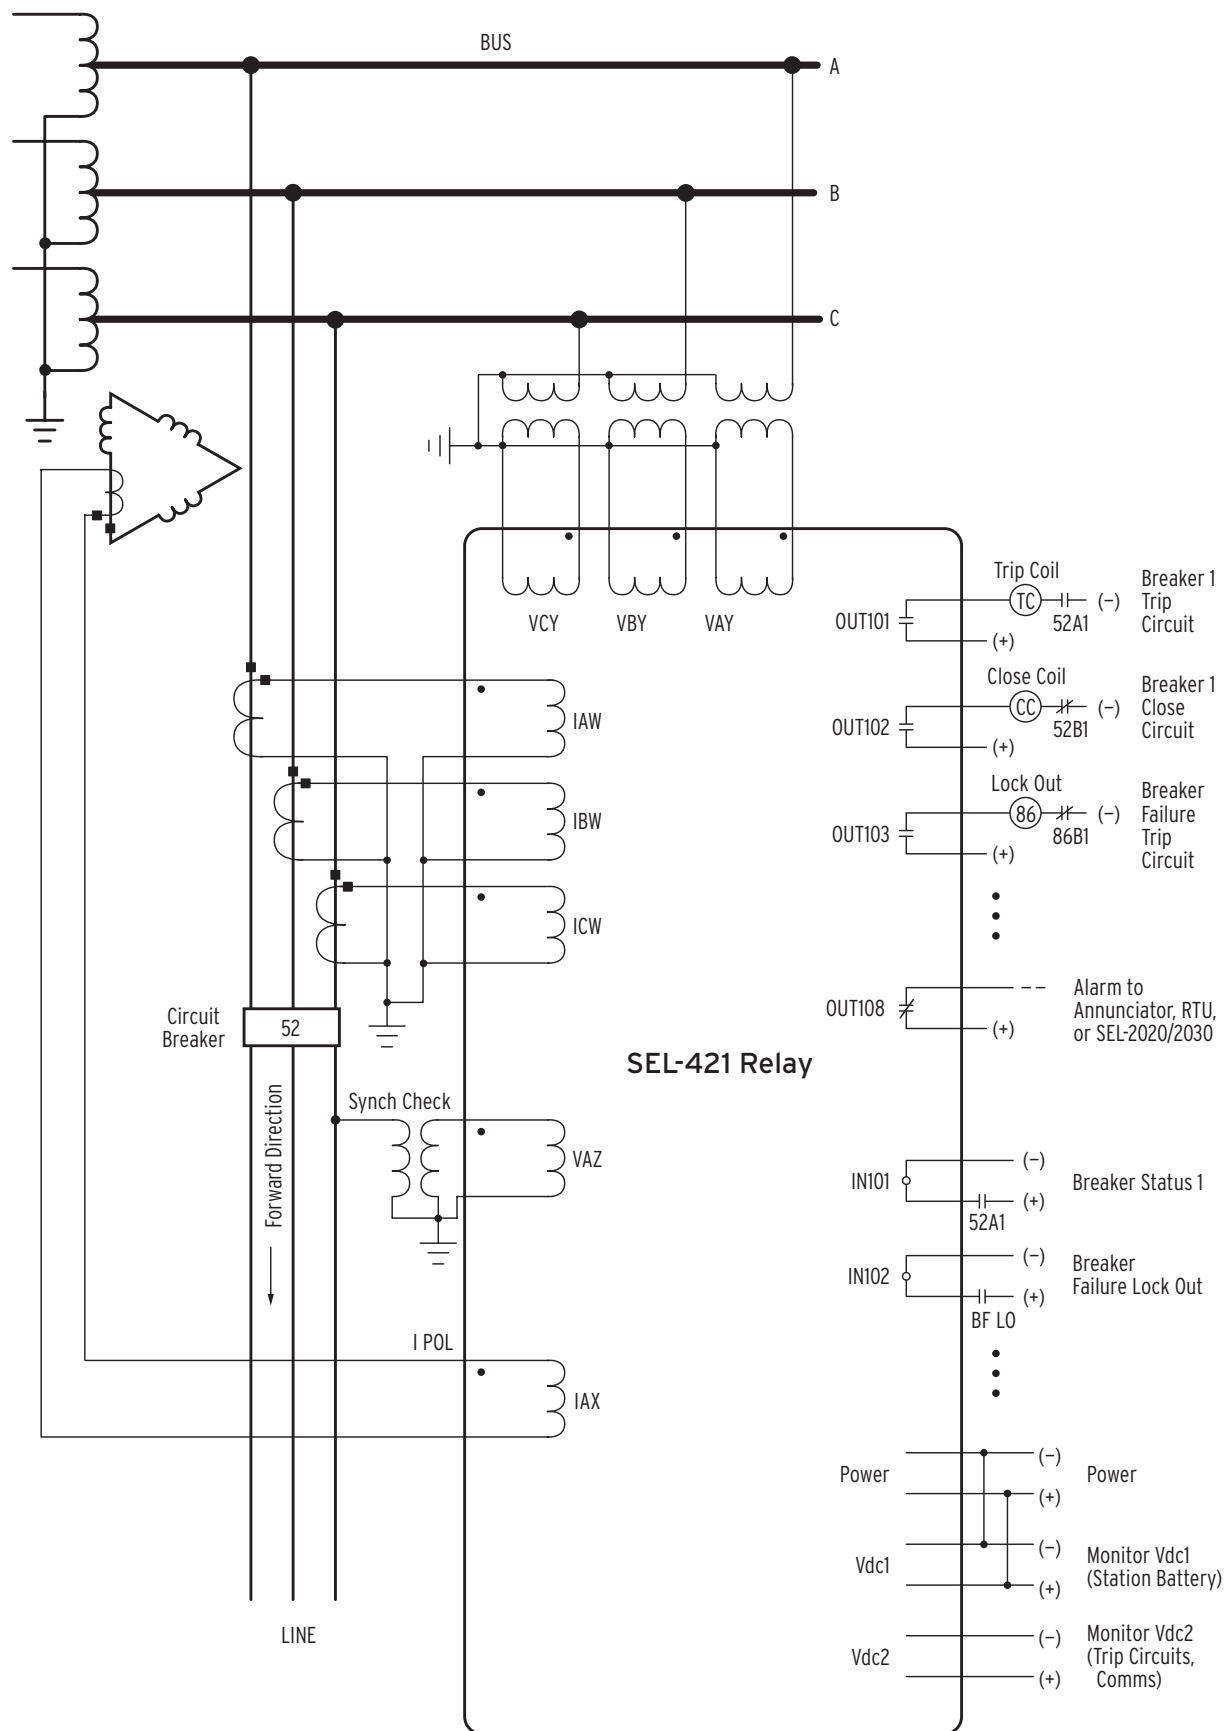 BUS
A
B
C
VCY
VBY
VAY
Trip Coil
OUT101
TC
52A1
(–)
(+)
Breaker 1
Trip
Circuit
Close Coil
OUT102
CC
52B1
(–)
(+)
Breaker 1
Close
Circuit
Lock Out
OUT103
86
86B1
(–)
(+)
Breaker
Failure
Trip
Circuit
IAW
IBW
ICW
OUT108
(+)
Alarm to
Annunciator, RTU,
or SEL-2020/2030
Circuit
Breaker
52
SEL-421 Relay
Forward Direction
Synch Check
VAZ
IN101
(–)
52A1
(+)
Breaker Status 1
IN102
(–)
BF LO
(+)
Breaker
Failure Lock Out
I POL
IAX
Power
(–)
(+)
Power
Vdc1
(–)
(+)
Monitor Vdc1
(Station Battery)
LINE
Vdc2
(–)
(+)
Monitor Vdc2
(Trip Circuits,
Comms)